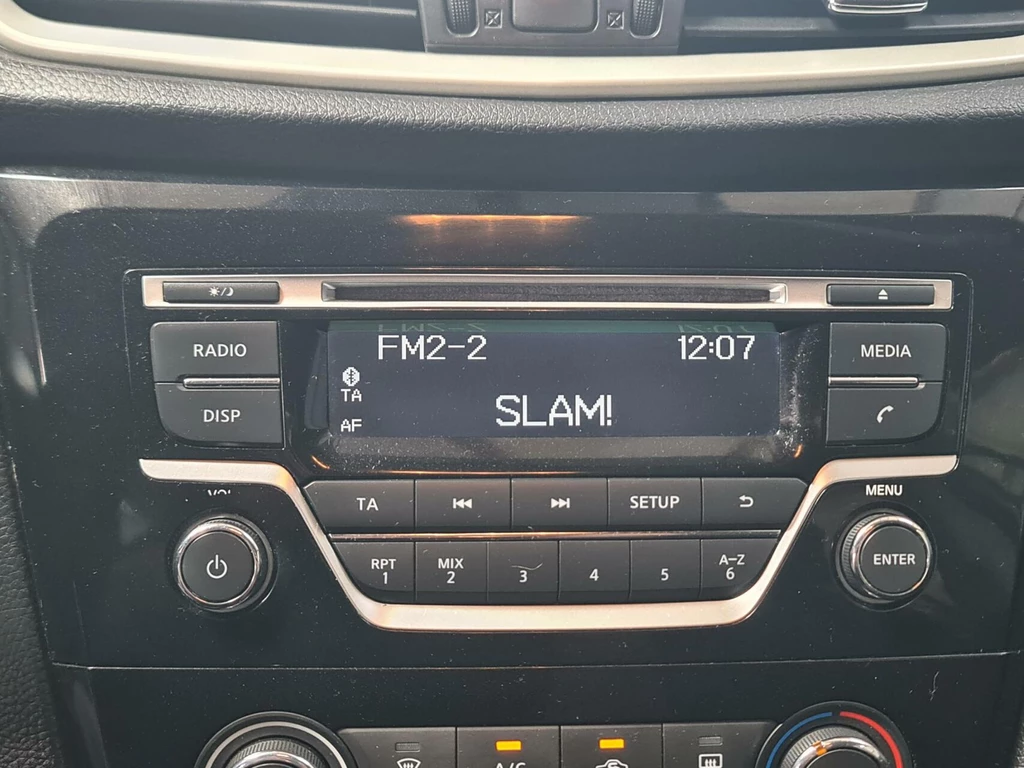 FM2-2 12:07
RADIO
MEDIA
TA
DISP
AF
SLAM!
VOL
TA
SETUP
MENU
RPT 1
MIX 2
3
4
5
A-Z 6
ENTER
A/C